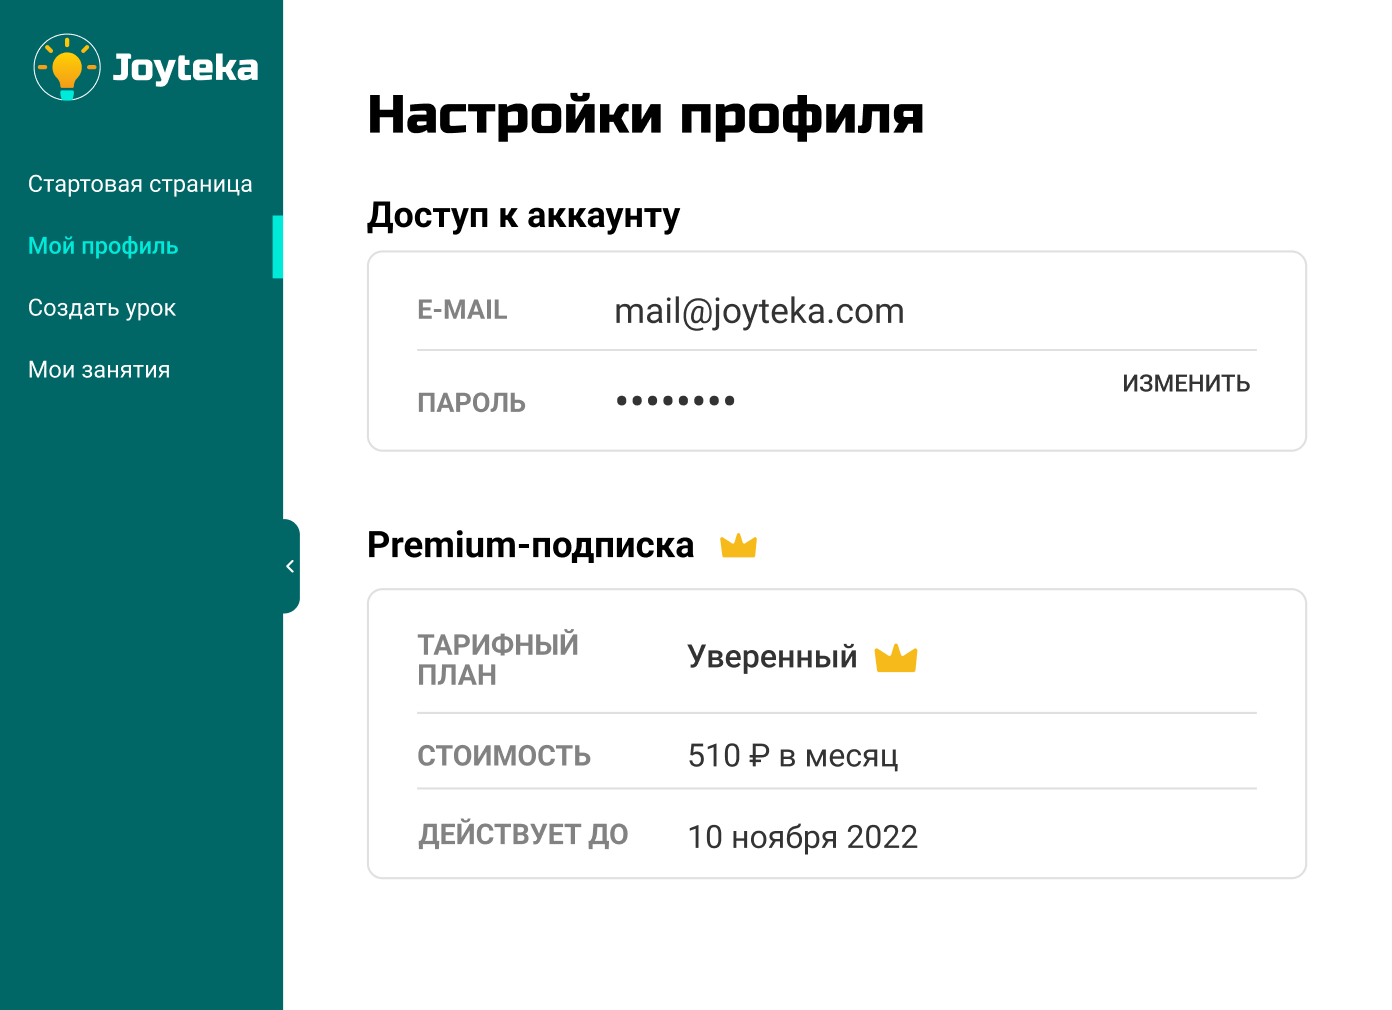 Joyteka
Стартовая страница
Мой профиль
Создать урок
Мои занятия
Настройки профиля
Доступ к аккаунту
E-MAIL mail@joyteka.com
ПАРОЛЬ •••••••• ИЗМЕНИТЬ
Premium-подписка
ТАРИФНЫЙ
ПЛАН
Уверенный
СТОИМОСТЬ 510 ₽ в месяц
ДЕЙСТВУЕТ ДО 10 ноября 2022